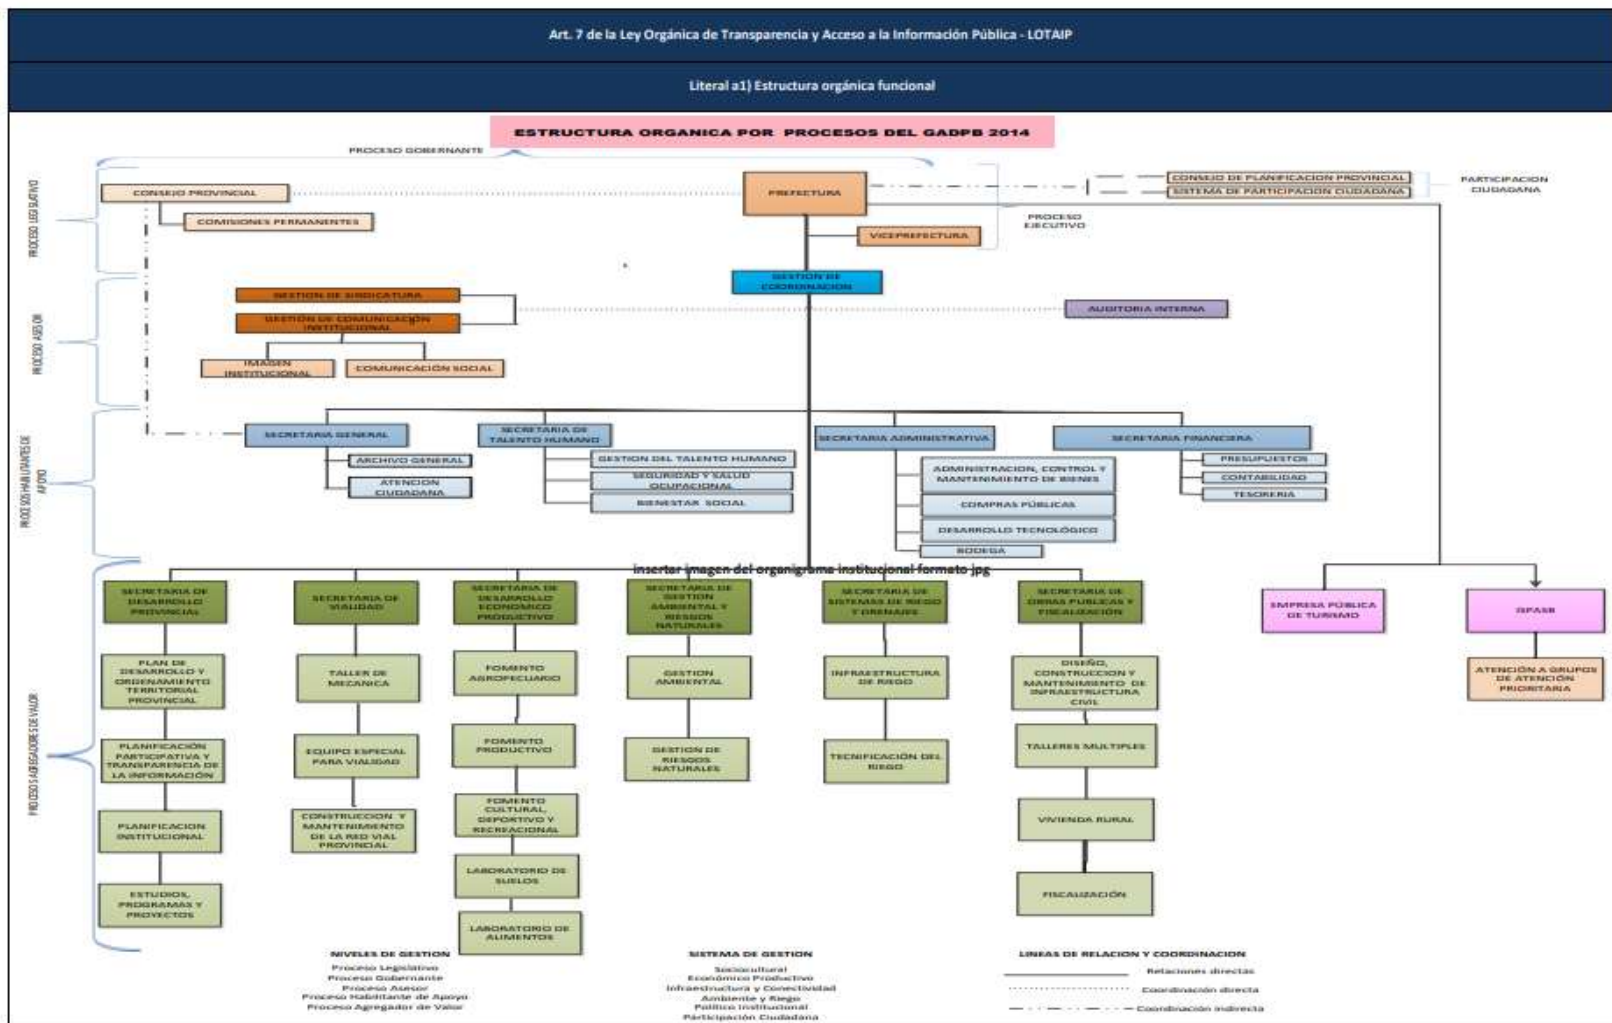 Art. 7 de la Ley Orgánica de Transparencia y Acceso a la Información Pública - LOTAIP
Literal a1) Estructura orgánica funcional
ESTRUCTURA ORGANICA POR PROCESOS DEL GADPB 2014
PROCESO GOBERNANTE
PROCESO LEGISLATIVO
CONSEJO PROVINCIAL
COMISIONES PERMANENTES
PREFECTURA
VICEPREFECTURA
PROCESO
EJECUTIVO
CONSEJO DE PLANIFICACION PROVINCIAL
SISTEMA DE PARTICIPACION CIUDADANA
PARTICIPACION
CIUDADANA
GESTION DE
COORDINACION
PROCESO ASESOR
GESTION DE SINDICATURA
GESTIÓN DE COMUNICACIÓN
INSTITUCIONAL
IMAGEN
INSTITUCIONAL
COMUNICACIÓN SOCIAL
AUDITORIA INTERNA
PROCESOS HABILITANTES DE
APOYO
SECRETARIA GENERAL
ARCHIVO GENERAL
ATENCION
CIUDADANA
SECRETARIA DE
TALENTO HUMANO
GESTION DEL TALENTO HUMANO
SEGURIDAD Y SALUD
OCUPACIONAL
BIENESTAR SOCIAL
SECRETARIA ADMINISTRATIVA
ADMINISTRACION, CONTROL Y
MANTENIMIENTO DE BIENES
COMPRAS PÚBLICAS
DESARROLLO TECNOLÓGICO
BODEGA
SECRETARIA FINANCIERA
PRESUPUESTOS
CONTABILIDAD
TESORERIA
insertar imagen del organigrama institucional formato jpg
PROCESOS AGREGADORES DE VALOR
SECRETARIA DE
DESARROLLO
PROVINCIAL
PLAN DE
DESARROLLO Y
ORDENAMIENTO
TERRITORIAL
PROVINCIAL
PLANIFICACIÓN
PARTICIPATIVA Y
TRANSPARENCIA DE
LA INFORMACIÓN
PLANIFICACION
INSTITUCIONAL
ESTUDIOS,
PROGRAMAS Y
PROYECTOS
SECRETARIA DE
VIALIDAD
TALLER DE
MECANICA
EQUIPO ESPECIAL
PARA VIALIDAD
CONSTRUCCION Y
MANTENIMIENTO
DE LA RED VIAL
PROVINCIAL
SECRETARIA DE
DESARROLLO
ECONOMICO
PRODUCTIVO
FOMENTO
AGROPECUARIO
FOMENTO
PRODUCTIVO
FOMENTO
CULTURAL,
DEPORTIVO Y
RECREACIONAL
LABORATORIO DE
SUELOS
LABORATORIO DE
ALIMENTOS
SECRETARIA DE
GESTION
AMBIENTAL Y
RIESGOS
NATURALES
GESTION
AMBIENTAL
GESTION DE
RIESGOS
NATURALES
SECRETARIA DE
SISTEMAS DE RIEGO
Y DRENAJES
INFRAESTRUCTURA
DE RIEGO
TECNIFICACIÓN DEL
RIEGO
SECRETARIA DE
OBRAS PUBLICAS Y
FISCALIZACIÓN
DISEÑO,
CONSTRUCCION Y
MANTENIMIENTO DE
INFRAESTRUCTURA
CIVIL
TALLERES MULTIPLES
VIVIENDA RURAL
FISCALIZACIÓN
EMPRESA PÚBLICA
DE TURISMO
GPASB
ATENCIÓN A GRUPOS
DE ATENCIÓN
PRIORITARIA
NIVELES DE GESTION
Proceso Legislativo
Proceso Gobernante
Proceso Asesor
Proceso Habilitante de Apoyo
Proceso Agregador de Valor
SISTEMA DE GESTION
Sociocultural
Económico Productivo
Infraestructura y Conectividad
Ambiente y Riego
Político Institucional
Participación Ciudadana
LINEAS DE RELACION Y COORDINACION
Relaciones directas
Coordinación directa
Coordinación indirecta